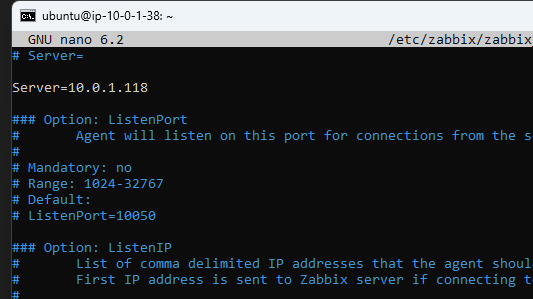 ubuntu@ip-10-0-1-38: ~
GNU nano 6.2 /etc/zabbix/zabbix
# Server=
Server=10.0.1.118
### Option: ListenPort
# Agent will listen on this port for connections from the s
#
# Mandatory: no
# Range: 1024-32767
# Default:
# ListenPort=10050
### Option: ListenIP
# List of comma delimited IP addresses that the agent shoul
# First IP address is sent to Zabbix server if connecting t
#